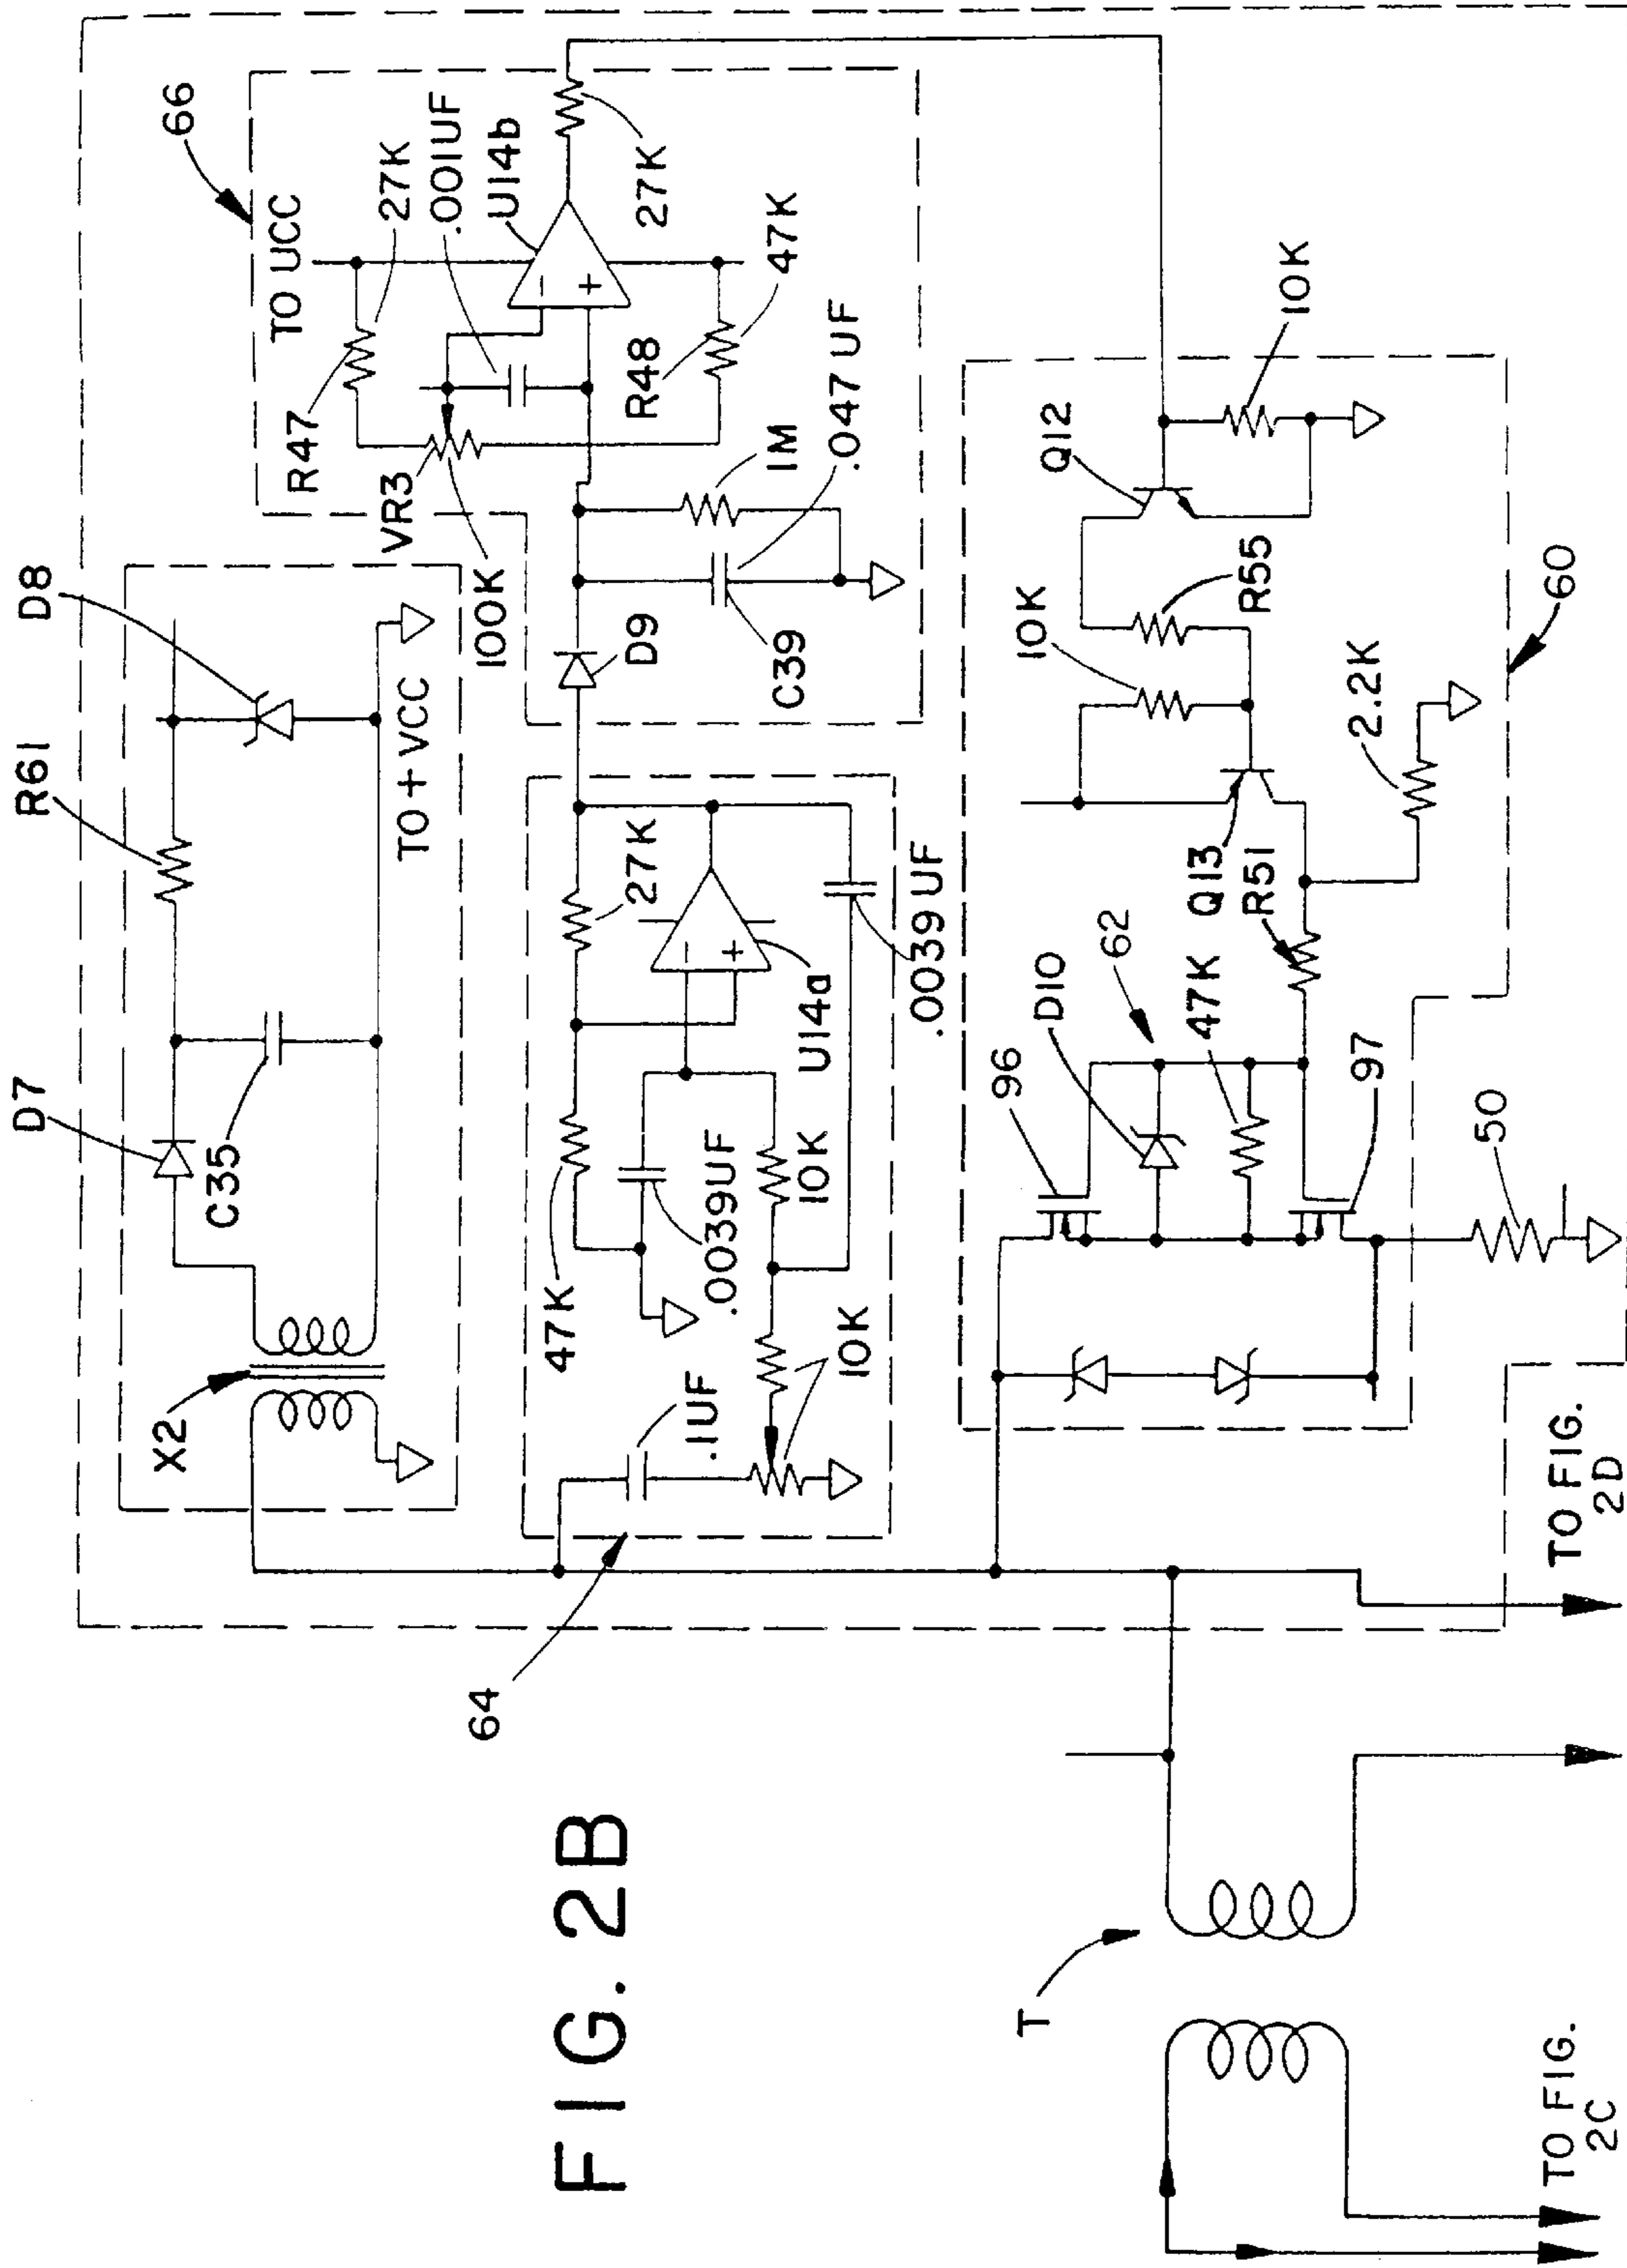 66
TO UCC
27K
.001UF
U14b
R47
VR3
100K
27K
R48
47K
1M
.047 UF
D8
R61
D7
C35
X2
TO + VCC
D9
C39
27K
47K
U14a
.0039UF
10K
.0039UF
10K
.1UF
64
Q12
10K
10K
R55
2.2K
60
Q13
R51
62
D10
47K
96
97
50
TO FIG.
2D
FIG. 2B
T
TO FIG.
2C